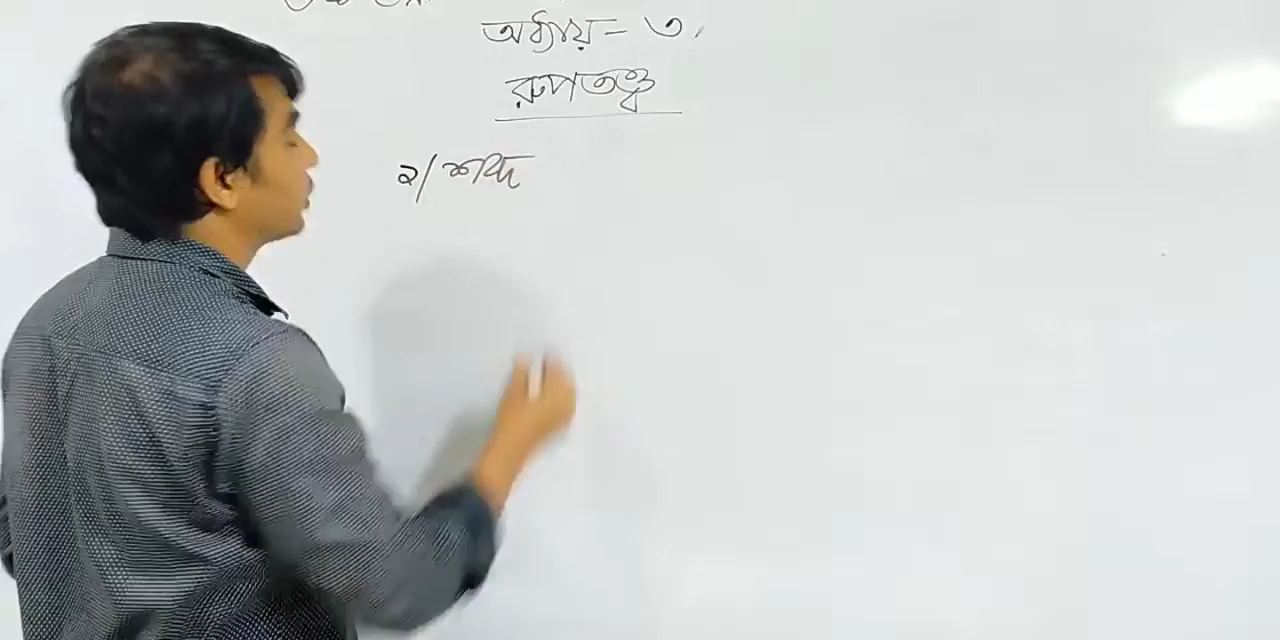 অধ্যায় - ৩.
রুপতত্ত্ব
২/ শব্দ